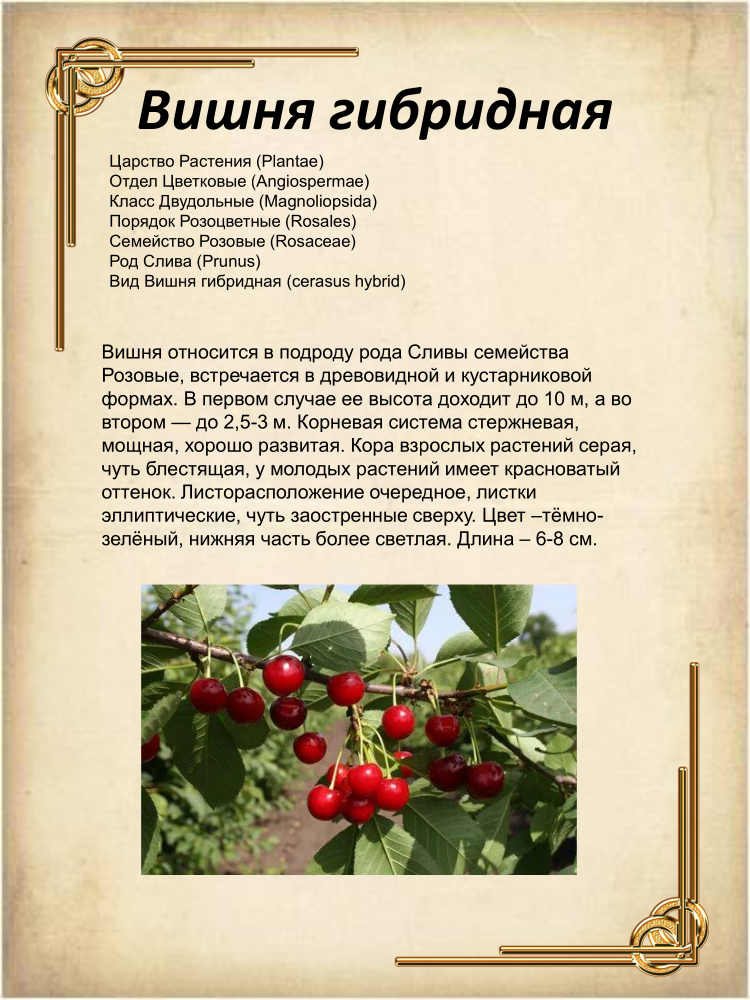 Вишня гибридная
Царство Растения (Plantae)
Отдел Цветковые (Angiospermae)
Класс Двудольные (Magnoliopsida)
Порядок Розоцветные (Rosales)
Семейство Розовые (Rosaceae)
Род Слива (Prunus)
Вид Вишня гибридная (cerasus hybrid)
Вишня относится в подроду рода Сливы семейства
Розовые, встречается в древовидной и кустарниковой
формах. В первом случае ее высота доходит до 10 м, а во
втором — до 2,5-3 м. Корневая система стержневая,
мощная, хорошо развитая. Кора взрослых растений серая,
чуть блестящая, у молодых растений имеет красноватый
оттенок. Листорасположение очередное, листки
эллиптические, чуть заостренные сверху. Цвет –тёмно-
зелёный, нижняя часть более светлая. Длина – 6-8 см.